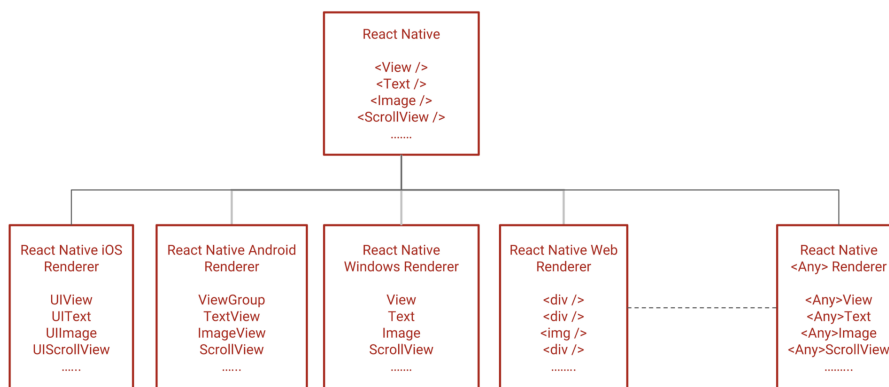 React Native
<View />
<Text />
<Image />
<ScrollView />
.......
React Native iOS
Renderer
UIView
UIText
UIImage
UIScrollView
......
React Native Android
Renderer
ViewGroup
TextView
ImageView
ScrollView
......
React Native
Windows Renderer
View
Text
Image
ScrollView
.......
React Native Web
Renderer
<div />
<div />
<img />
<div />
........
React Native
<Any> Renderer
<Any>View
<Any>Text
<Any>Image
<Any>ScrollView
.......